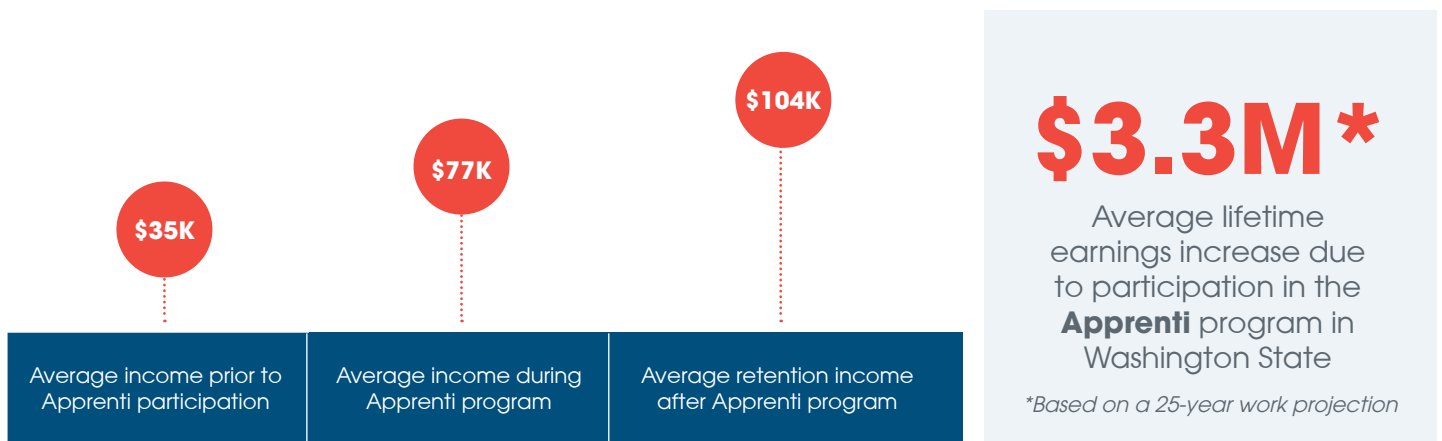 $35K
$77K
$104K
Average income prior to
Apprenti participation
Average income during
Apprenti program
Average retention income
after Apprenti program
$3.3M*
Average lifetime
earnings increase due
to participation in the
Apprenti program in
Washington State
*Based on a 25-year work projection